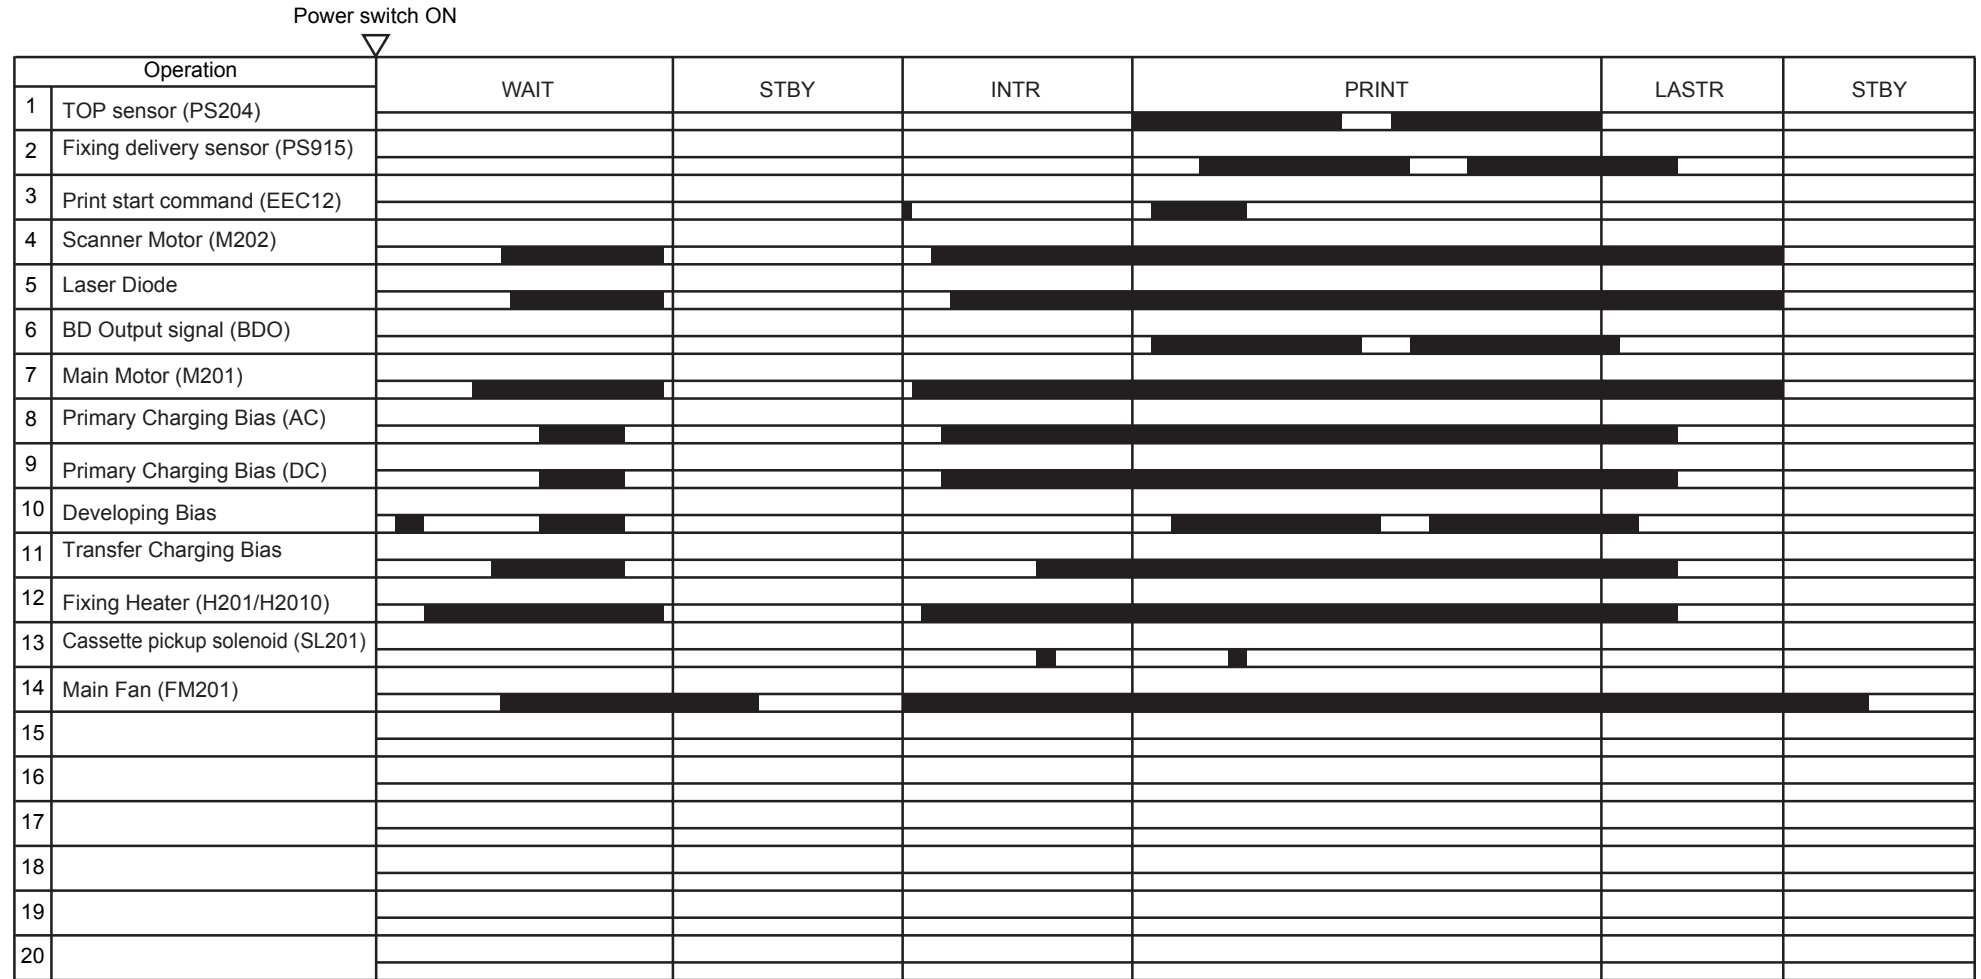 Power switch ON
Operation WAIT STBY INTR PRINT LASTR STBY
1 TOP sensor (PS204)
2 Fixing delivery sensor (PS915)
3 Print start command (EEC12)
4 Scanner Motor (M202)
5 Laser Diode
6 BD Output signal (BDO)
7 Main Motor (M201)
8 Primary Charging Bias (AC)
9 Primary Charging Bias (DC)
10 Developing Bias
11 Transfer Charging Bias
12 Fixing Heater (H201/H2010)
13 Cassette pickup solenoid (SL201)
14 Main Fan (FM201)
15
16
17
18
19
20